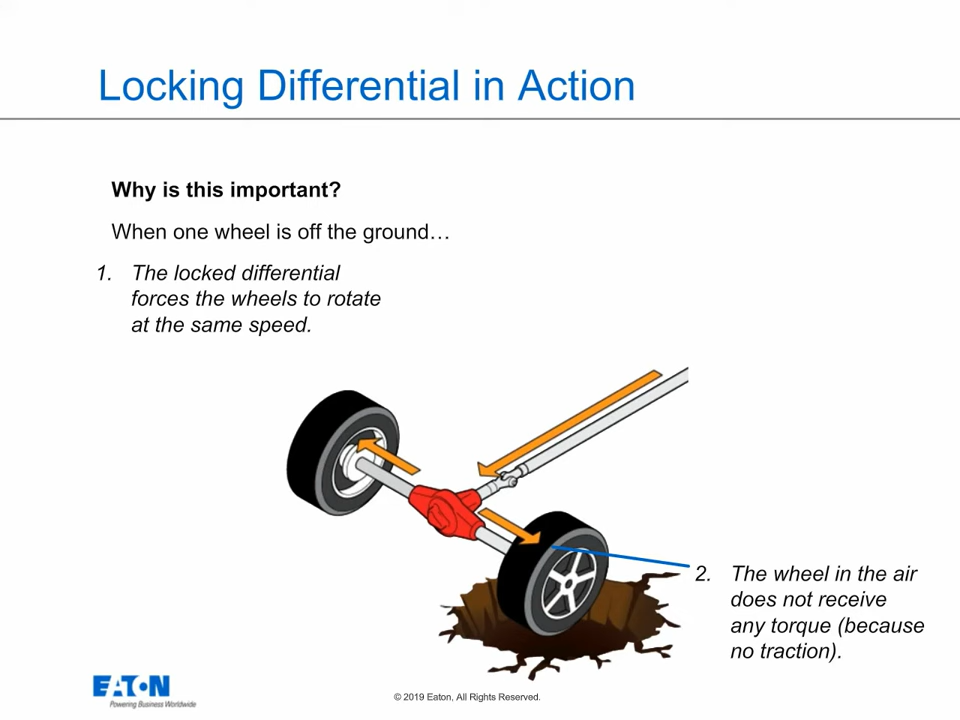 Locking Differential in Action
Why is this important?
When one wheel is off the ground…
1. The locked differential
forces the wheels to rotate
at the same speed.
2. The wheel in the air
does not receive
any torque (because
no traction).
EATON
Powering Business Worldwide
© 2019 Eaton, All Rights Reserved.